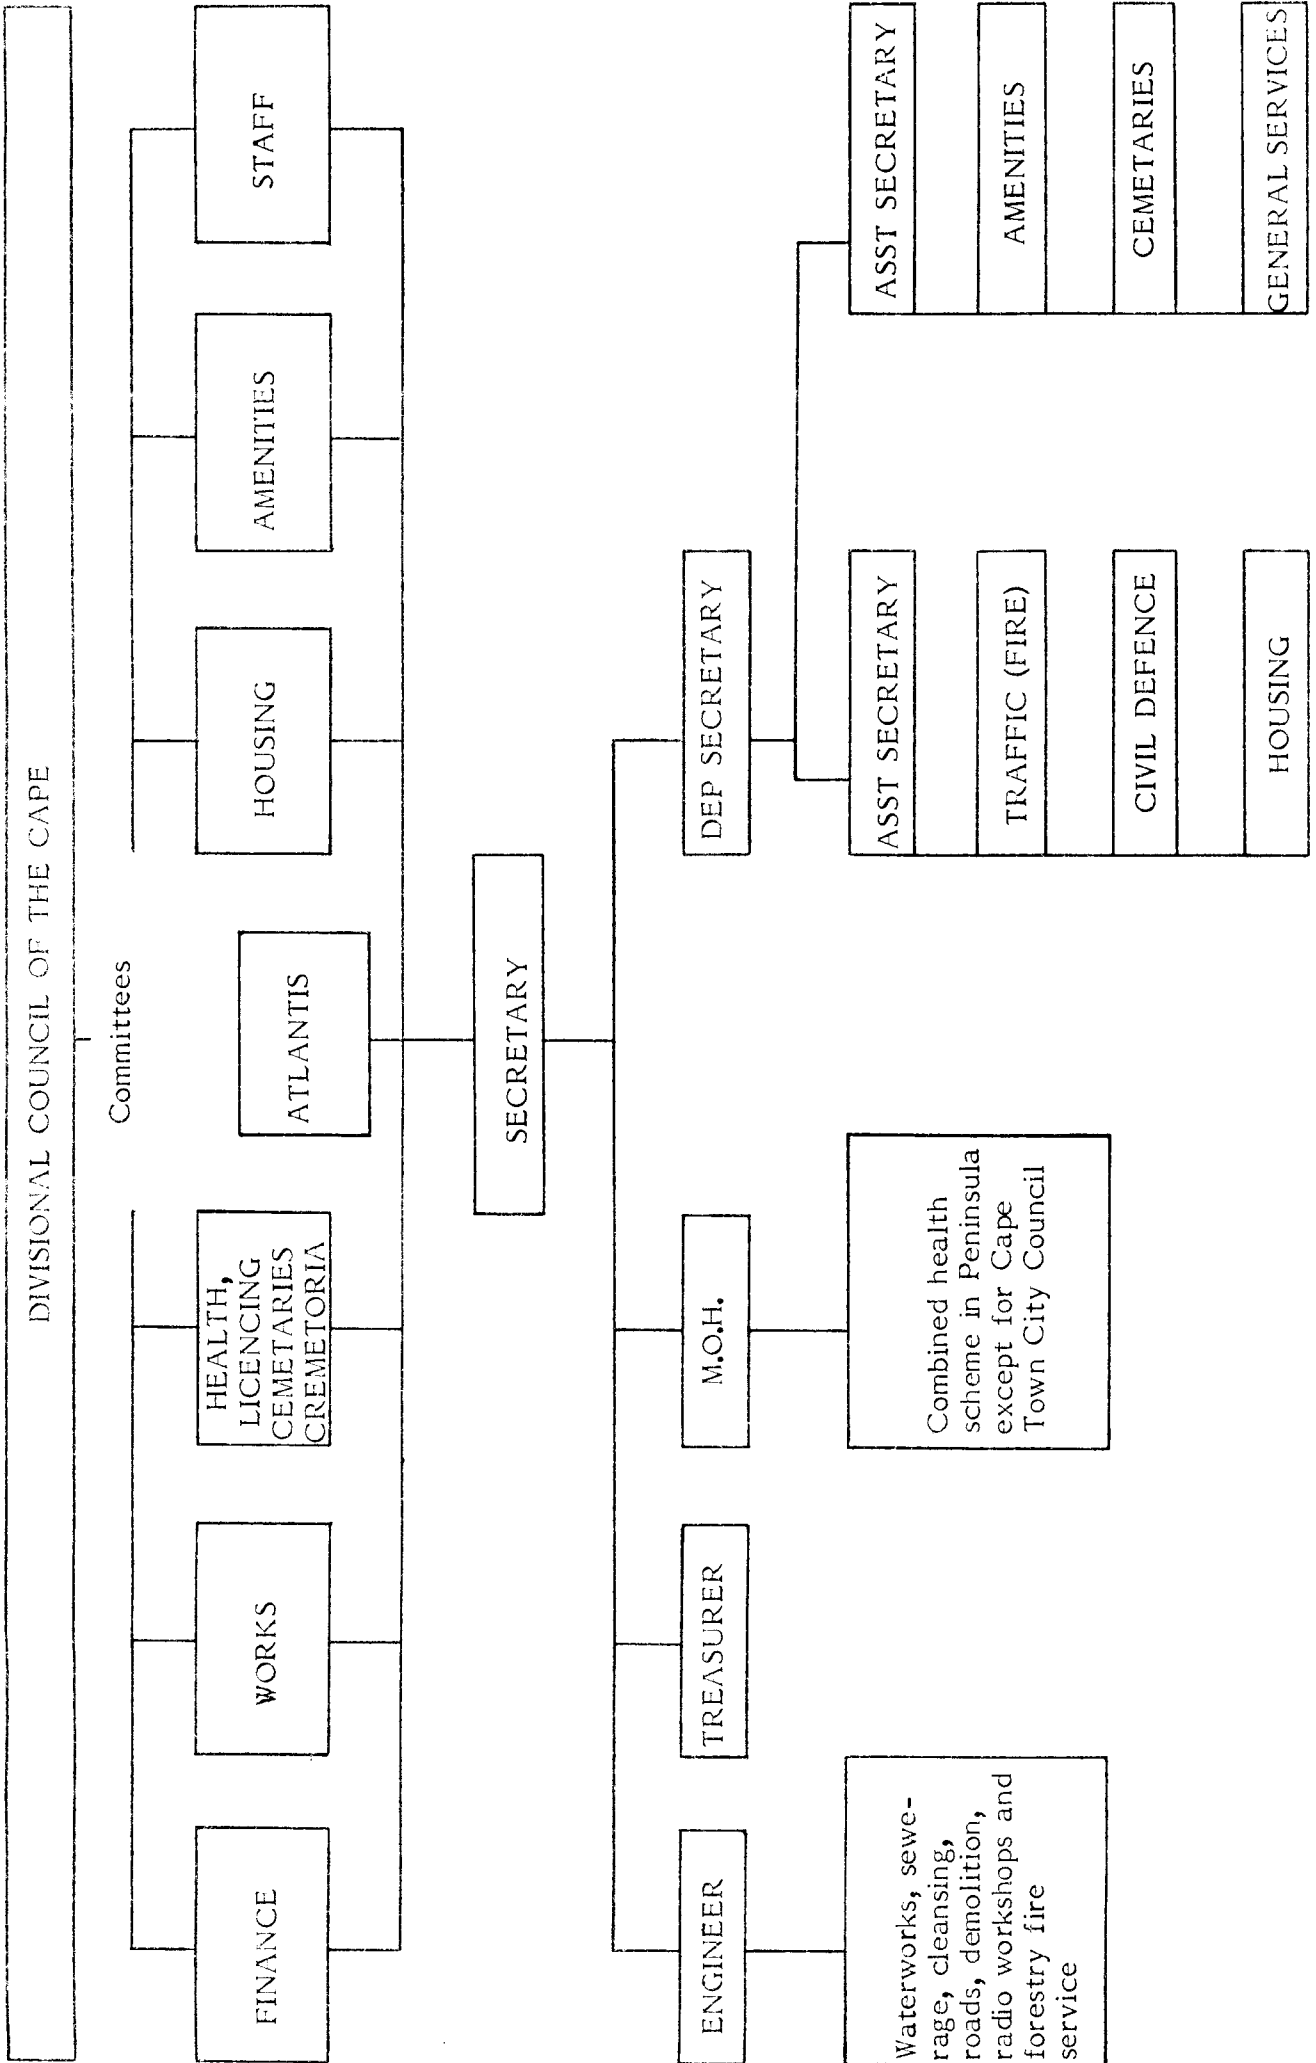 DIVISIONAL COUNCIL OF THE CAPE
Committees
FINANCE
WORKS
HEALTH,
LICENCING
CEMETARIES
CREMETORIA
ATLANTIS
HOUSING
AMENITIES
STAFF
SECRETARY
ENGINEER
TREASURER
M.O.H.
DEP SECRETARY
Waterworks, sewe-
rage, cleansing,
roads, demolition,
radio workshops and
forestry fire
service
Combined health
scheme in Peninsula
except for Cape
Town City Council
ASST SECRETARY
TRAFFIC (FIRE)
CIVIL DEFENCE
HOUSING
ASST SECRETARY
AMENITIES
CEMETARIES
GENERAL SERVICES